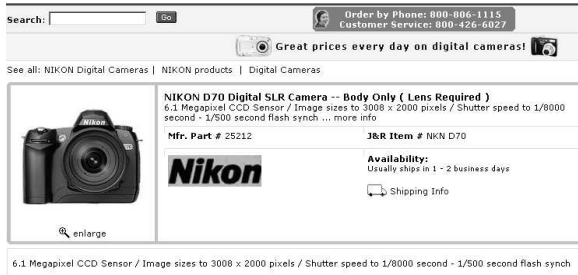 Search:
Go
Order by Phone: 800-806-1115
Customer Service: 800-426-6027
Great prices every day on digital cameras!
See all: NIKON Digital Cameras | NIKON products | Digital Cameras
NIKON D70 Digital SLR Camera -- Body Only ( Lens Required )
6.1 Megapixel CCD Sensor / Image sizes to 3008 x 2000 pixels / Shutter speed to 1/8000
second - 1/500 second flash synch ... more info
Mfr. Part # 25212
J&R Item # NKN D70
Nikon
Nikon
Availability:
Usually ships in 1 - 2 business days
Shipping Info
enlarge
6.1 Megapixel CCD Sensor / Image sizes to 3008 x 2000 pixels / Shutter speed to 1/8000 second - 1/500 second flash synch